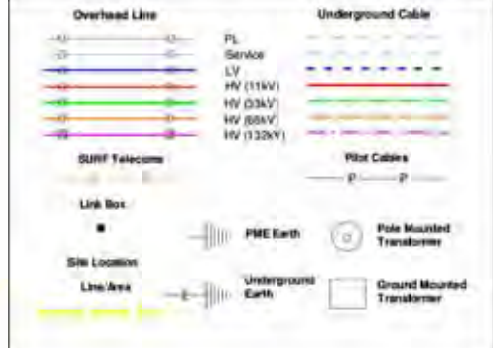 Overhead Line Underground Cable
PL
Service
LV
HV (11kV)
HV (33kV)
HV (66kV)
HV (132kV)
SURF Telecoms Pilot Cables
P P
Link Box
PME Earth Pole Mounted
Transformer
Site Location
Line/Area Underground
Earth Ground Mounted
Transformer